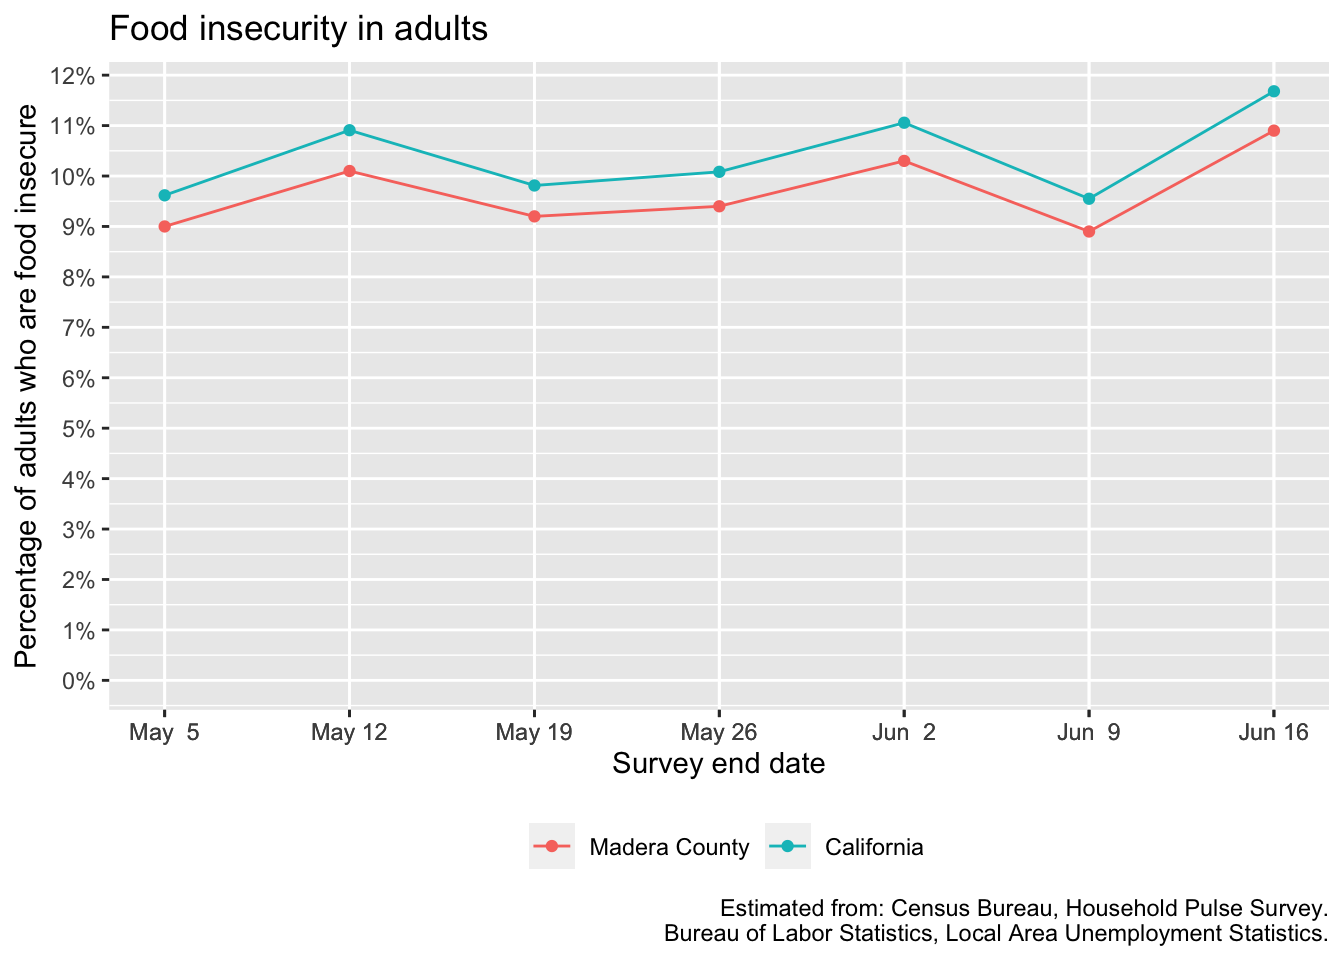 Food insecurity in adults
Percentage of adults who are food insecure
12%
11%
10%
9%
8%
7%
6%
5%
4%
3%
2%
1%
0%
May  5 May 12 May 19 May 26 Jun  2 Jun  9 Jun 16
Survey end date
Madera County California
Estimated from: Census Bureau, Household Pulse Survey.
Bureau of Labor Statistics, Local Area Unemployment Statistics.